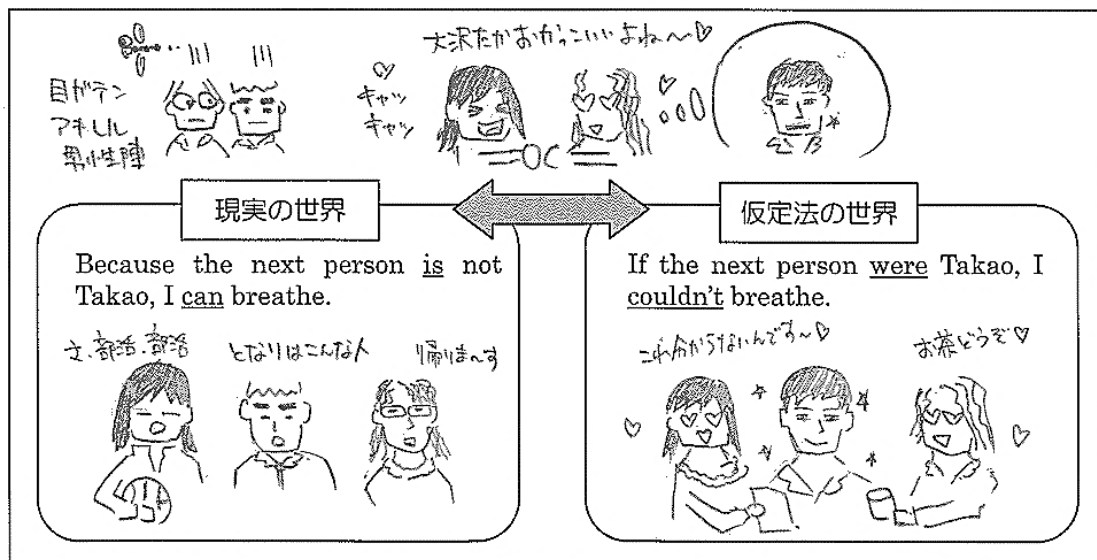 大沢たかおかっこいいよね〜♡
目がテン
アキレル
男性陣
キャッ
キャッ
OC
現実の世界
Because the next person is not
Takao, I can breathe.
さ、部活、部活
となりはこんな人
帰りま〜す
仮定法の世界
If the next person were Takao, I
couldn't breathe.
これ分からないんです〜♡
お茶どうぞ♡